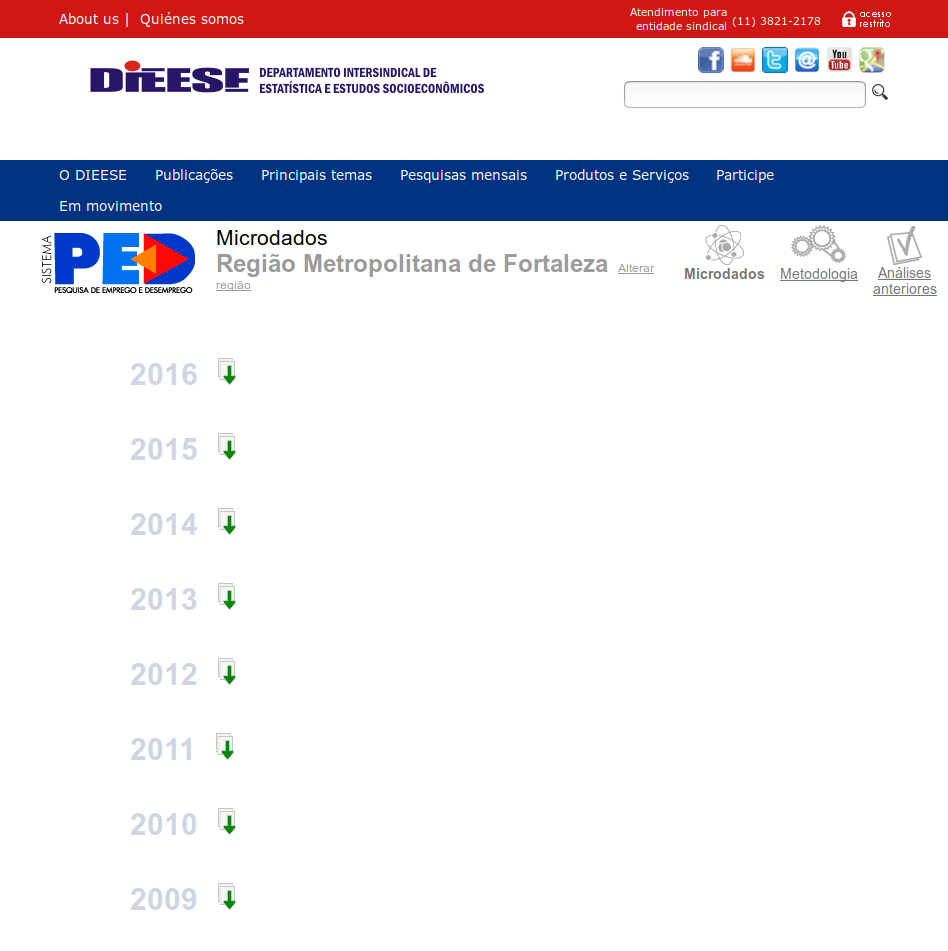 About us | Quiénes somos
Atendimento para
entidade sindical
(11) 3821-2178
acesso
restrito
DIEESE
DEPARTAMENTO INTERSINDICAL DE
ESTATÍSTICA E ESTUDOS SOCIOECONÔMICOS
You
Tube
O DIEESE Publicações Principais temas Pesquisas mensais Produtos e Serviços Participe
Em movimento
SISTEMA
PED
PESQUISA DE EMPREGO E DESEMPREGO
Microdados
Região Metropolitana de Fortaleza Alterar
região
Microdados
Metodologia
Análises
anteriores
2016
2015
2014
2013
2012
2011
2010
2009